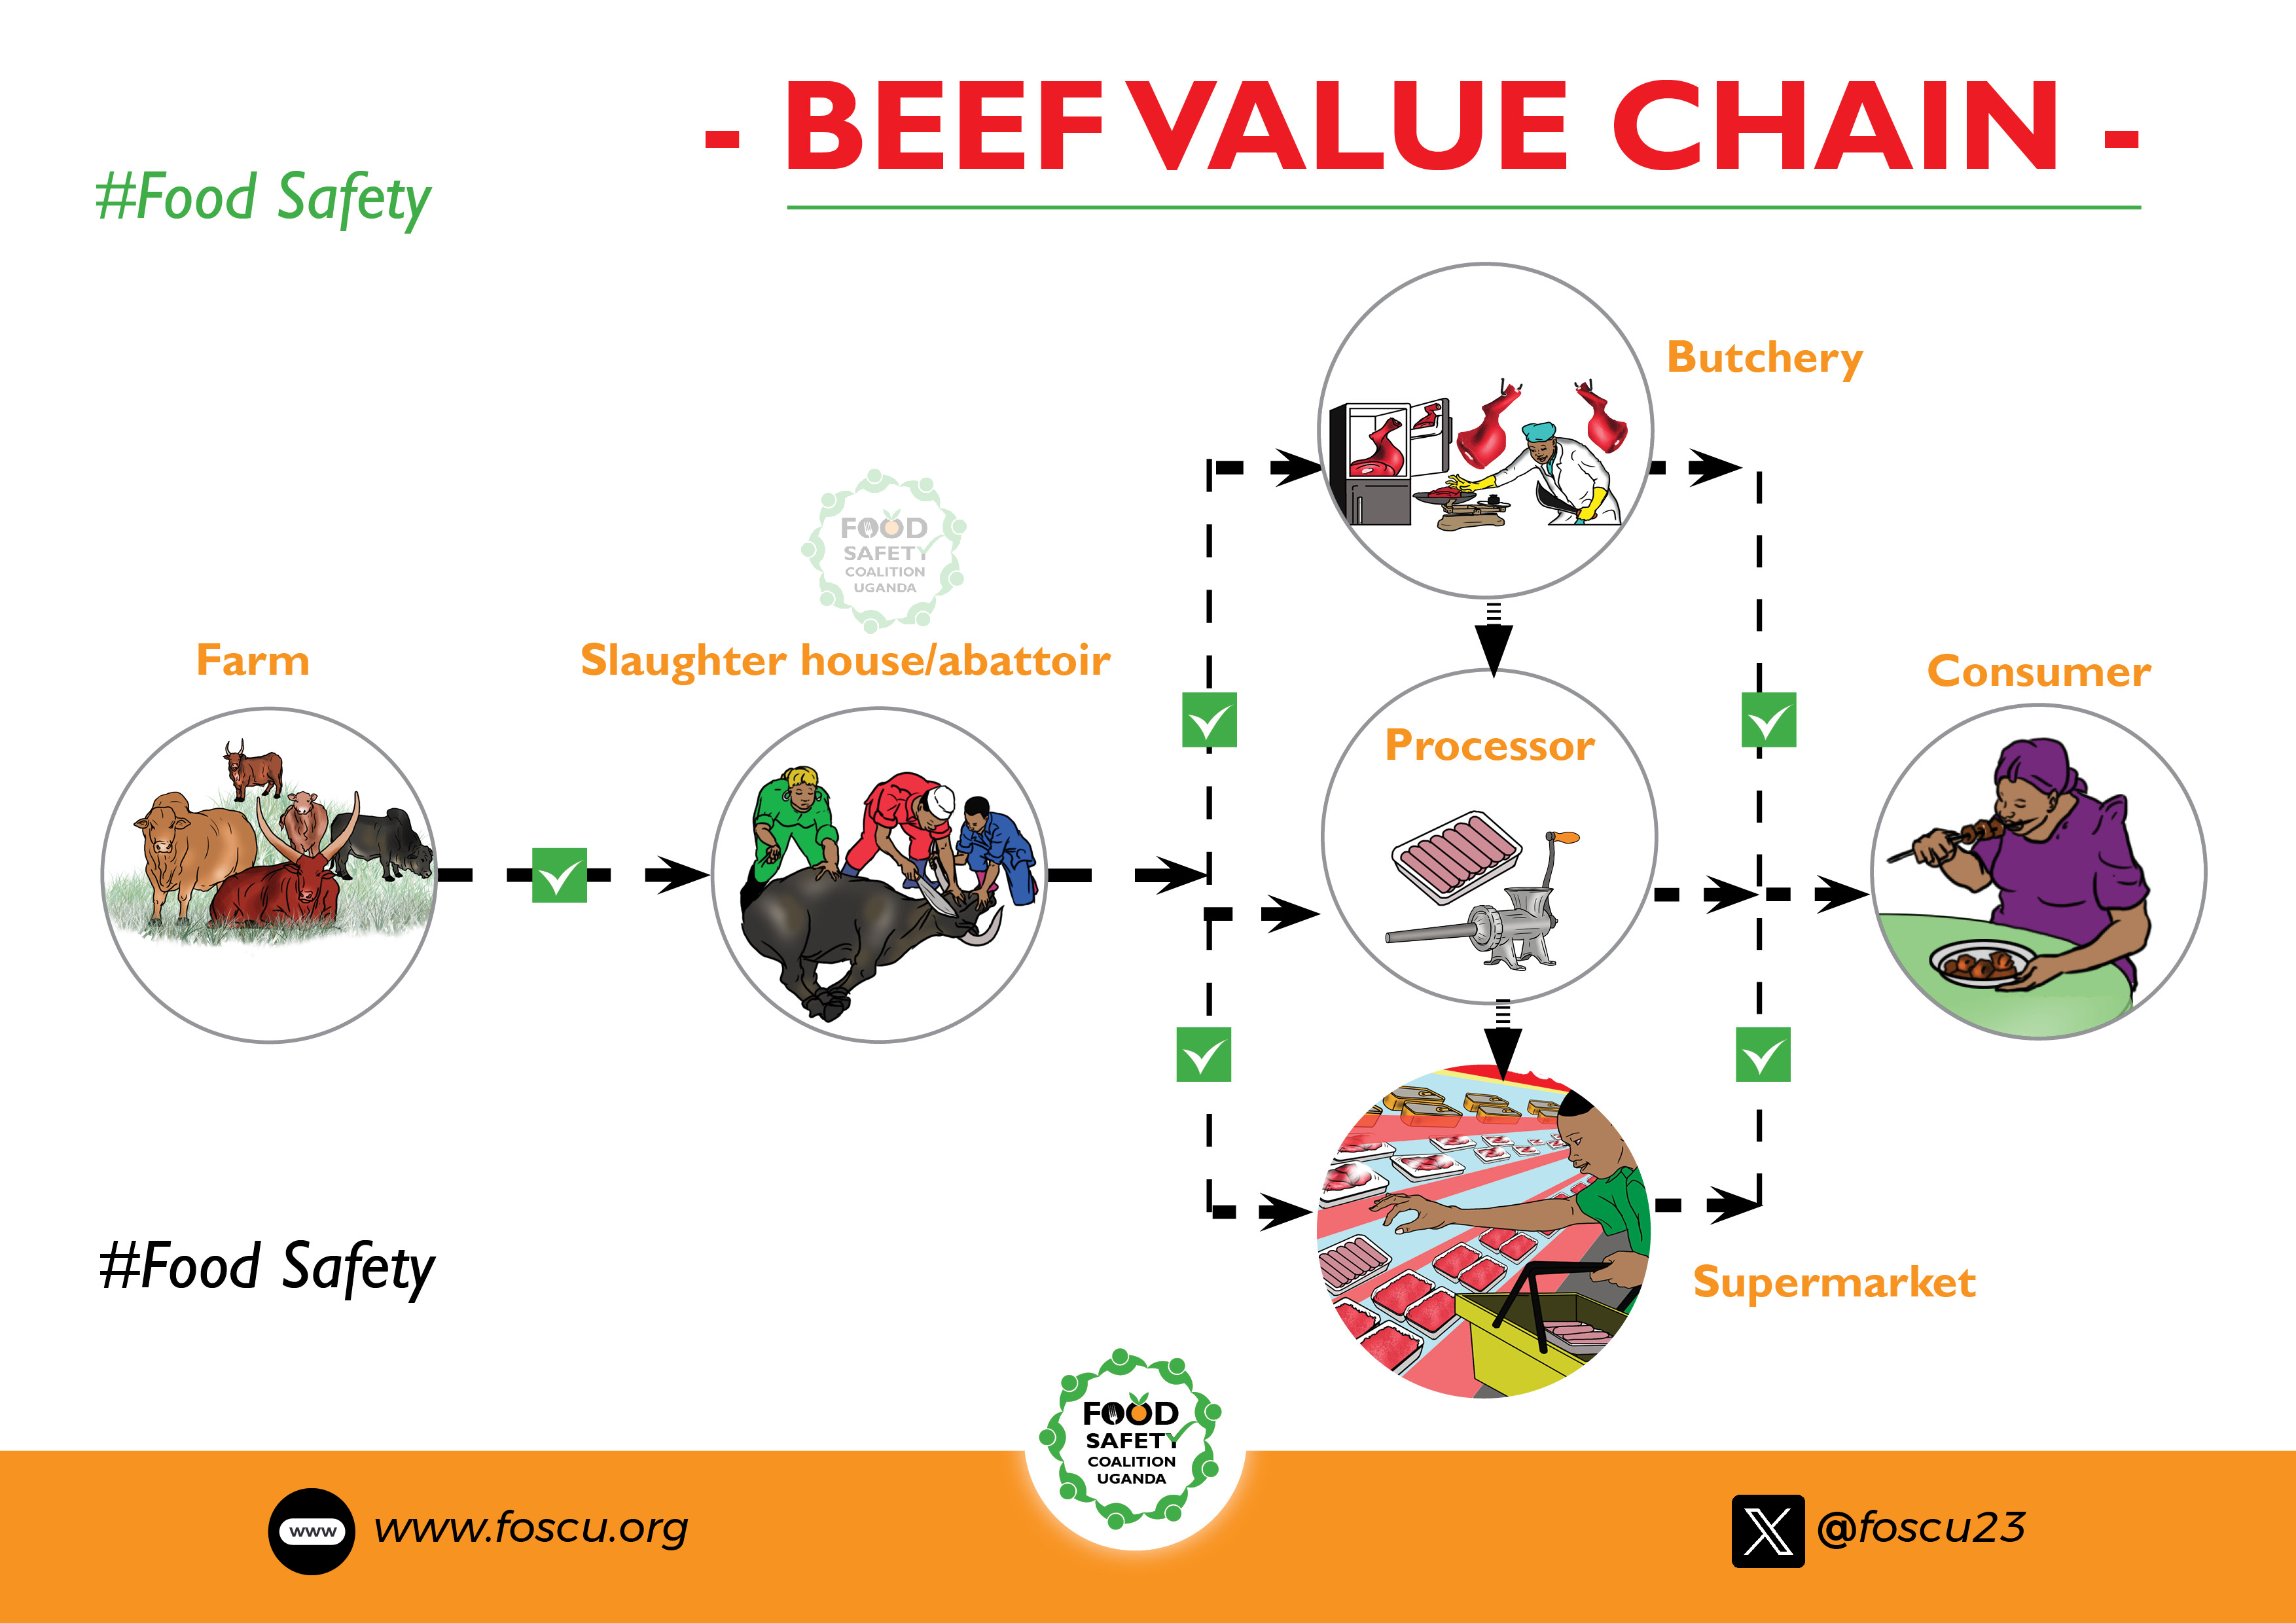 - BEEF VALUE CHAIN -
#Food Safety
Butchery
FOOD
SAFETY
COALITION
UGANDA
Farm
Slaughter house/abattoir
Consumer
Processor
#Food Safety
Supermarket
FOOD
SAFETY
COALITION
UGANDA
www
www.foscu.org
X
@foscu23